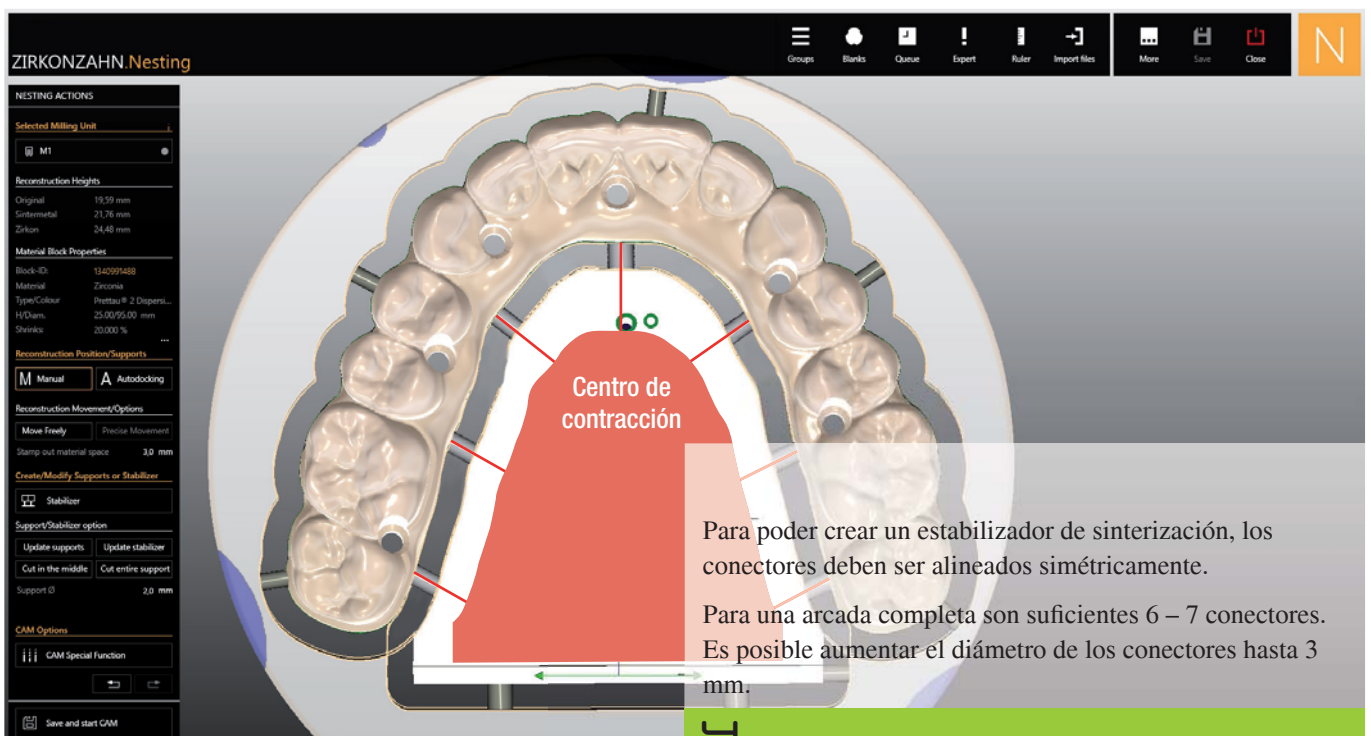 ZIRKONZAHN.Nesting
Groups
Blanks
Queue
Expert
Ruler
Import files
More
Save
Close
N
NESTING ACTIONS
Selected Milling Unit
M1
Reconstruction Heights
Original 19,59 mm
Sintermetal 21,76 mm
Zirkon 24,48 mm
Material Block Properties
Block-ID: 1340991488
Material Zirconia
Type/Colour Prettau® 2 Dispersi...
H/Diam. 25.00/95.00 mm
Shrinks: 20.000 %
...
Reconstruction Position/Supports
M Manual
A Autodocking
Reconstruction Movement/Options
Move Freely
Precise Movement
Stamp out material space 3,0 mm
Create/Modify Supports or Stabilizer
Stabilizer
Support/Stabilizer option
Update supports
Update stabilizer
Cut in the middle
Cut entire support
Support Ø 2,0 mm
CAM Options
CAM Special Function
Save and start CAM
Centro de
contracción
Para poder crear un estabilizador de sinterización, los
conectores deben ser alineados simétricamente.
Para una arcada completa son suficientes 6 – 7 conectores.
Es posible aumentar el diámetro de los conectores hasta 3
mm.